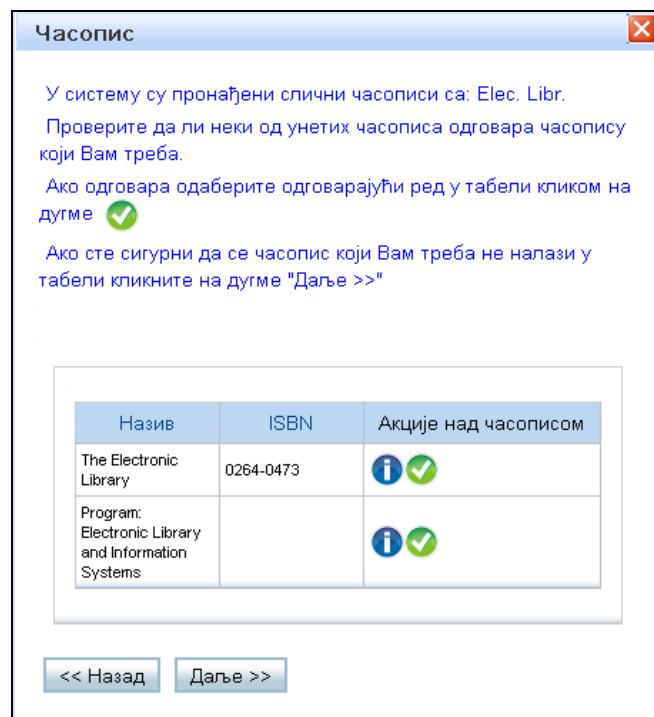 Часопис
У систему су пронађени слични часописи са: Elec. Libr.
Проверите да ли неки од унетих часописа одговара часопису
који Вам треба.
Ако одговара одаберите одговарајући ред у табели кликом на
дугме
Ако сте сигурни да се часопис који Вам треба не налази у
табели кликните на дугме "Даље >>"
Назив ISBN Акције над часописом
The Electronic
Library
0264-0473
Program:
Electronic Library
and Information
Systems
<< Назад Даље >>